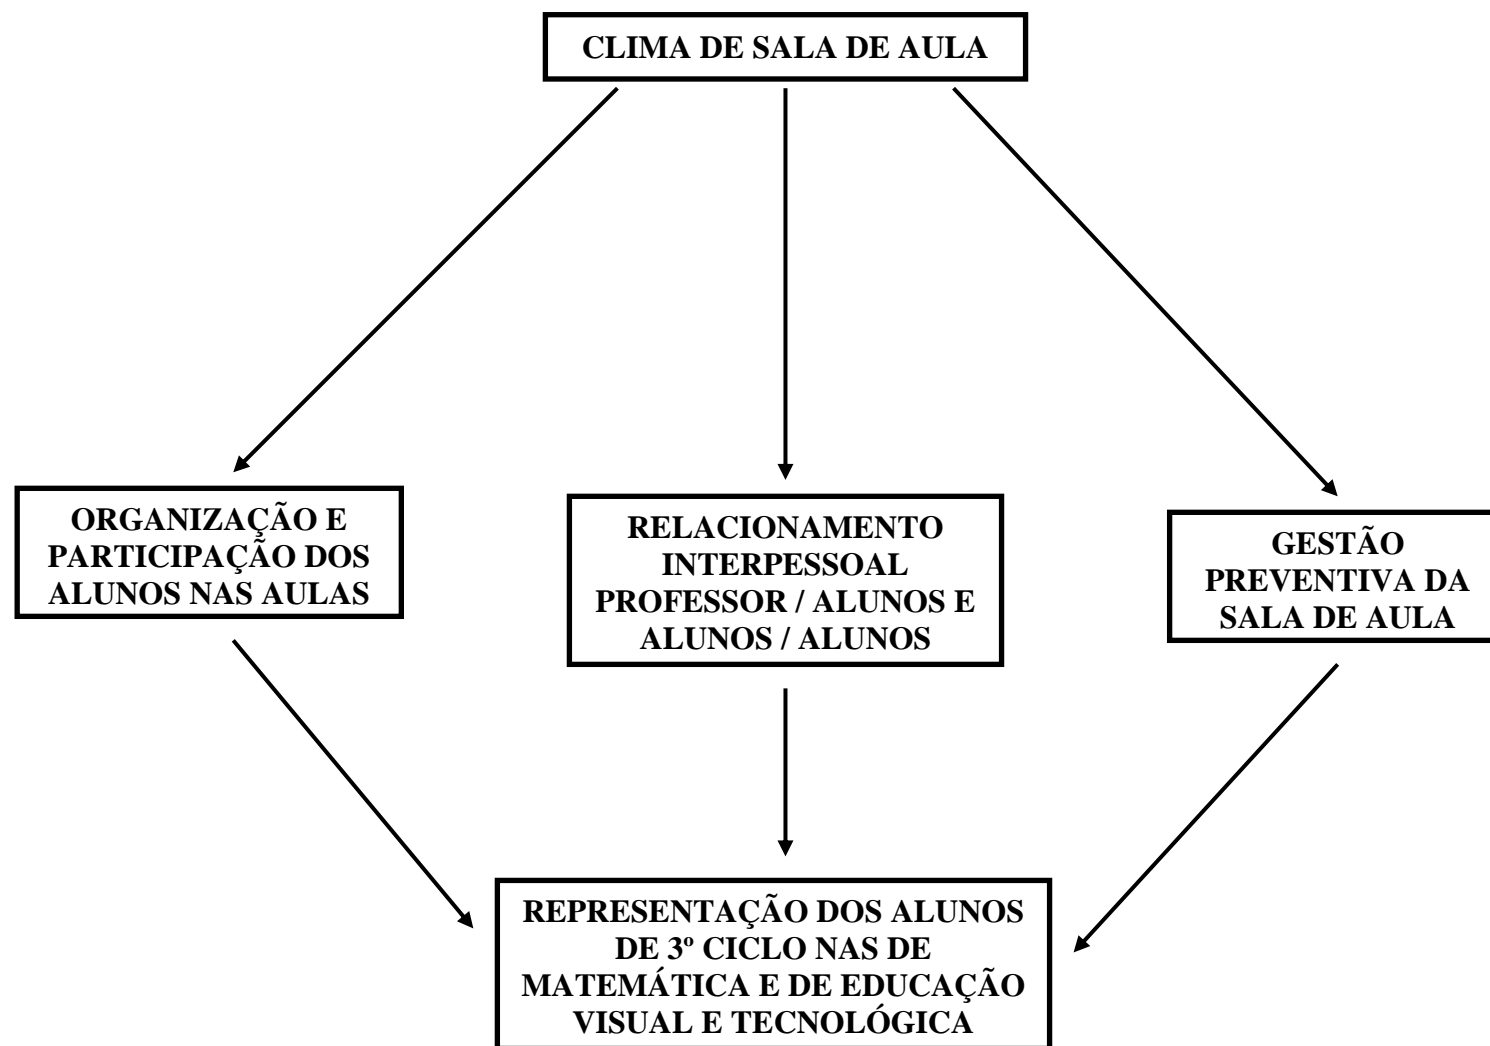 CLIMA DE SALA DE AULA
ORGANIZAÇÃO E
PARTICIPAÇÃO DOS
ALUNOS NAS AULAS
RELACIONAMENTO
INTERPESSOAL
PROFESSOR / ALUNOS E
ALUNOS / ALUNOS
GESTÃO
PREVENTIVA DA
SALA DE AULA
REPRESENTAÇÃO DOS ALUNOS
DE 3º CICLO NAS DE
MATEMÁTICA E DE EDUCAÇÃO
VISUAL E TECNOLÓGICA